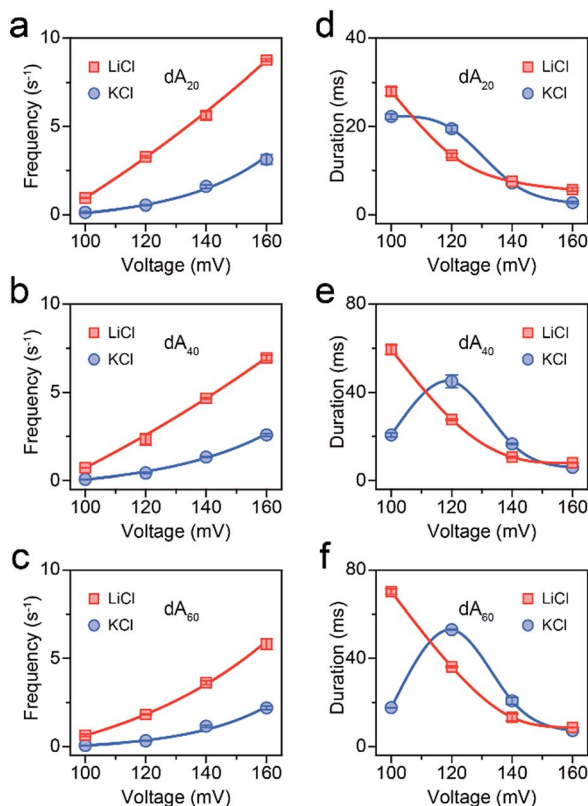 a
10
5
0
Frequency (s⁻¹)
LiCl
KCl
dA₂₀
100 120 140 160
Voltage (mV)
d
40
20
0
Duration (ms)
dA₂₀
LiCl
KCl
100 120 140 160
Voltage (mV)
b
10
5
0
Frequency (s⁻¹)
LiCl
KCl
dA₄₀
100 120 140 160
Voltage (mV)
e
80
40
0
Duration (ms)
dA₄₀
LiCl
KCl
100 120 140 160
Voltage (mV)
c
10
5
0
Frequency (s⁻¹)
LiCl
KCl
dA₆₀
100 120 140 160
Voltage (mV)
f
80
40
0
Duration (ms)
dA₆₀
LiCl
KCl
100 120 140 160
Voltage (mV)